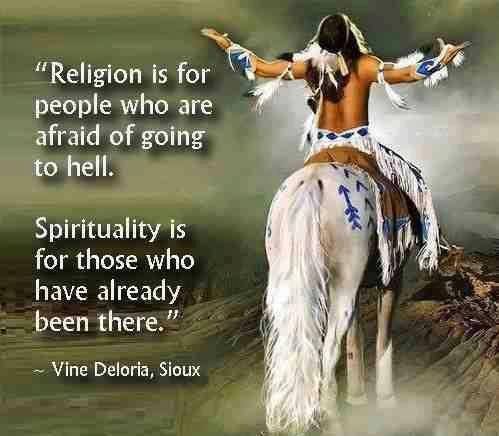 “Religion is for
people who are
afraid of going
to hell.
Spirituality is
for those who
have already
been there.”
~ Vine Deloria, Sioux